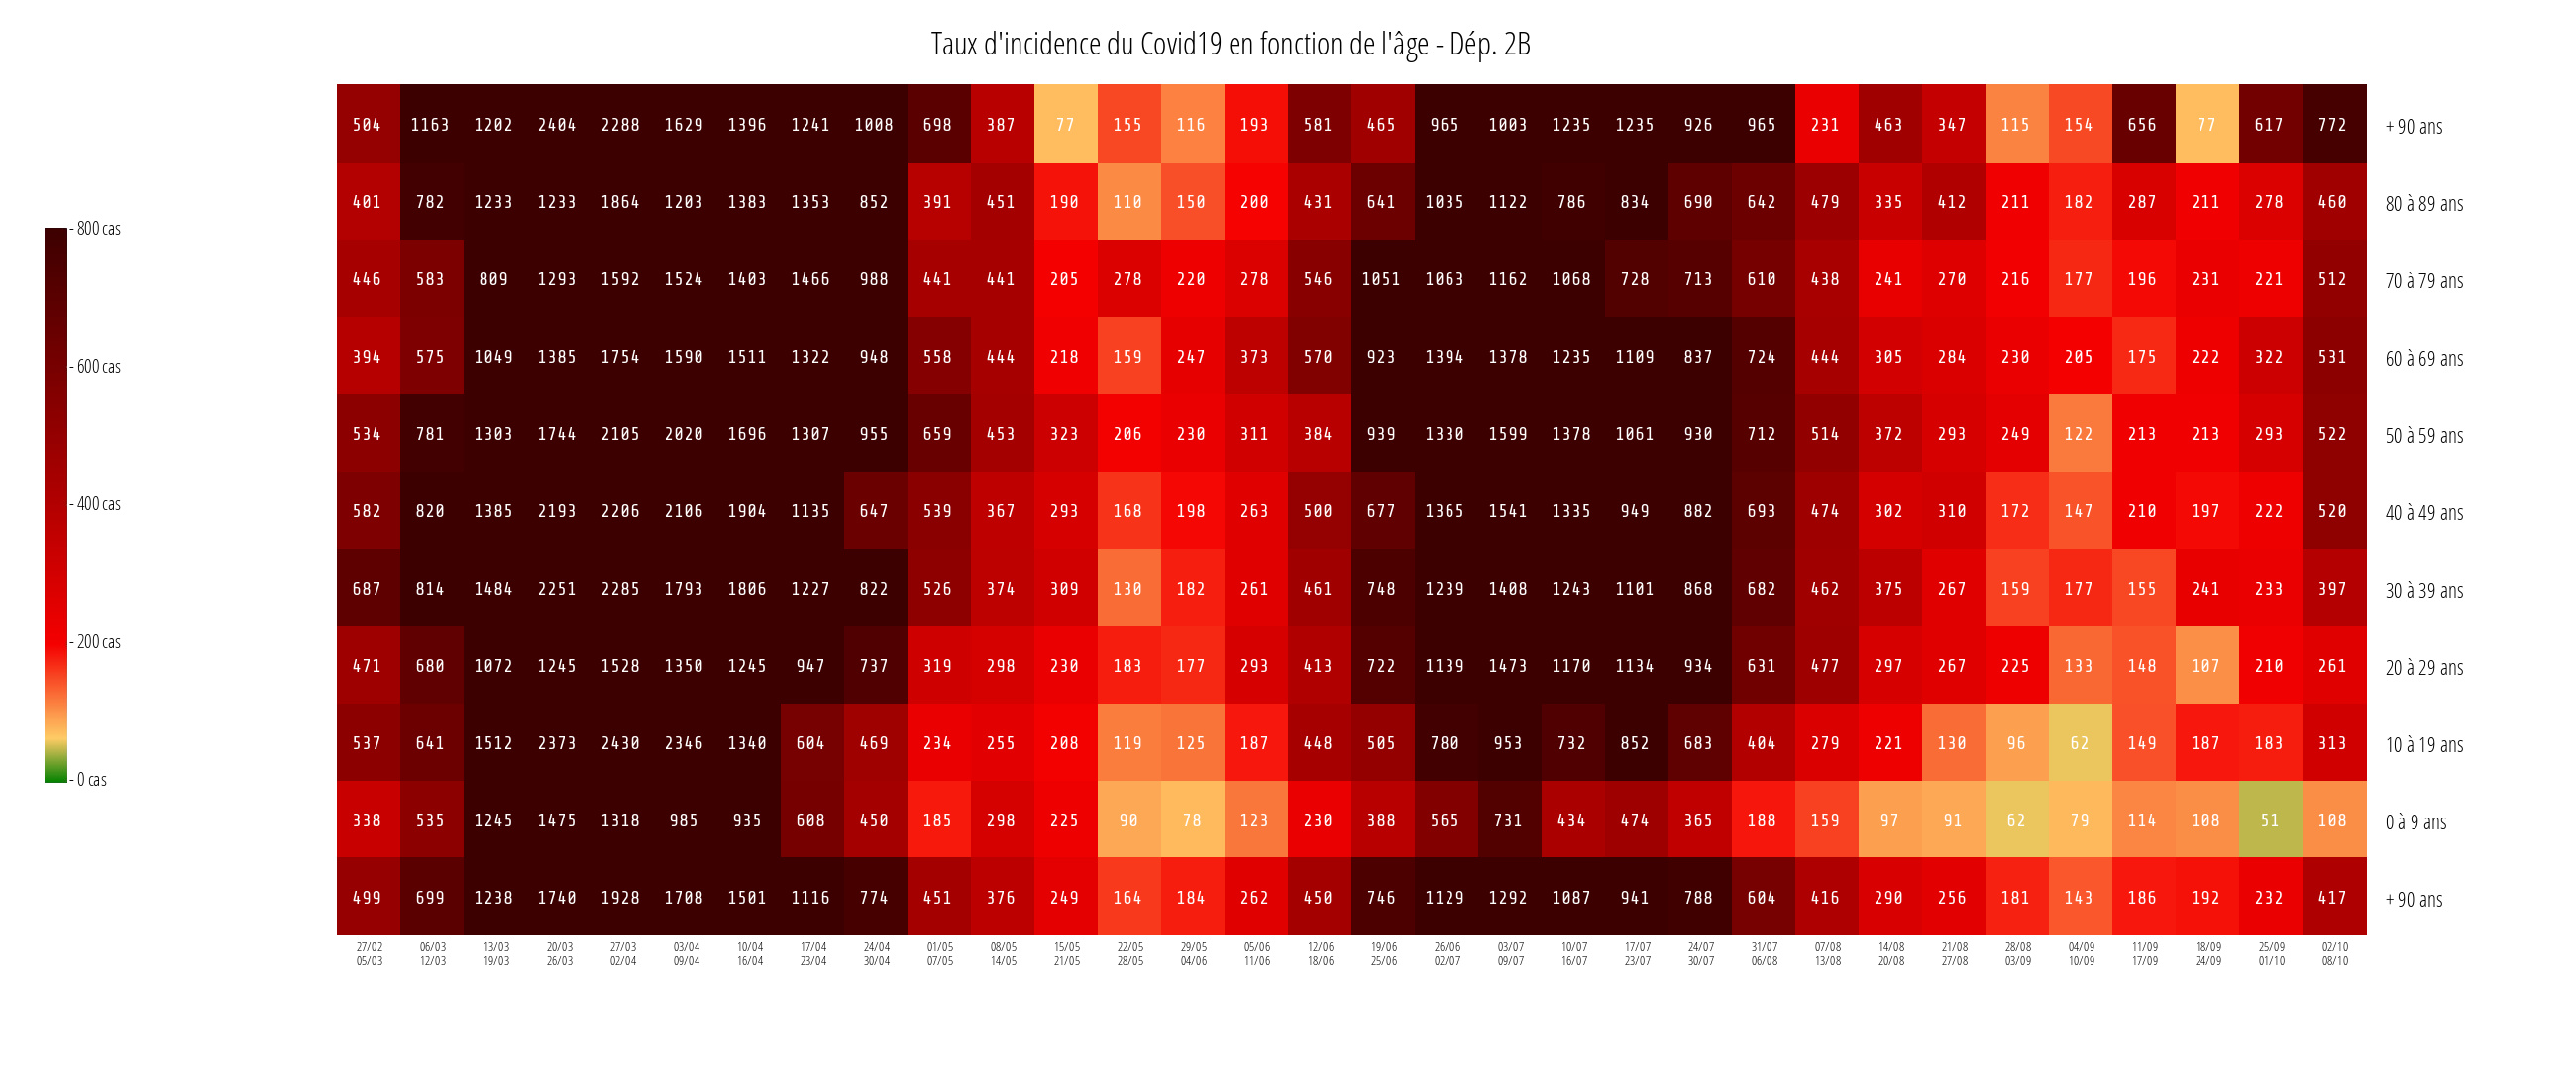 Taux d'incidence du Covid19 en fonction de l'âge - Dép. 2B
- 800 cas
- 600 cas
- 400 cas
- 200 cas
- 0 cas
504 1163 1202 2404 2288 1629 1396 1241 1008 698 387 77 155 116 193 581 465 965 1003 1235 1235 926 965 231 463 347 115 154 656 77 617 772 + 90 ans
401 782 1233 1233 1864 1203 1383 1353 852 391 451 190 110 150 200 431 641 1035 1122 786 834 690 642 479 335 412 211 182 287 211 278 460 80 à 89 ans
446 583 809 1293 1592 1524 1403 1466 988 441 441 205 278 220 278 546 1051 1063 1162 1068 728 713 610 438 241 270 216 177 196 231 221 512 70 à 79 ans
394 575 1049 1385 1754 1590 1511 1322 948 558 444 218 159 247 373 570 923 1394 1378 1235 1109 837 724 444 305 284 230 205 175 222 322 531 60 à 69 ans
534 781 1303 1744 2105 2020 1696 1307 955 659 453 323 206 230 311 384 939 1330 1599 1378 1061 930 712 514 372 293 249 122 213 213 293 522 50 à 59 ans
582 820 1385 2193 2206 2106 1904 1135 647 539 367 293 168 198 263 500 677 1365 1541 1335 949 882 693 474 302 310 172 147 210 197 222 520 40 à 49 ans
687 814 1484 2251 2285 1793 1806 1227 822 526 374 309 130 182 261 461 748 1239 1408 1243 1101 868 682 462 375 267 159 177 155 241 233 397 30 à 39 ans
471 680 1072 1245 1528 1350 1245 947 737 319 298 230 183 177 293 413 722 1139 1473 1170 1134 934 631 477 297 267 225 133 148 107 210 261 20 à 29 ans
537 641 1512 2373 2430 2346 1340 604 469 234 255 208 119 125 187 448 505 780 953 732 852 683 404 279 221 130 96 62 149 187 183 313 10 à 19 ans
338 535 1245 1475 1318 985 935 608 450 185 298 225 90 78 123 230 388 565 731 434 474 365 188 159 97 91 62 79 114 108 51 108 0 à 9 ans
499 699 1238 1740 1928 1708 1501 1116 774 451 376 249 164 184 262 450 746 1129 1292 1087 941 788 604 416 290 256 181 143 186 192 232 417 + 90 ans
27/02 06/03 13/03 20/03 27/03 03/04 10/04 17/04 24/04 01/05 08/05 15/05 22/05 29/05 05/06 12/06 19/06 26/06 03/07 10/07 17/07 24/07 31/07 07/08 14/08 21/08 28/08 04/09 11/09 18/09 25/09 02/10
05/03 12/03 19/03 26/03 02/04 09/04 16/04 23/04 30/04 07/05 14/05 21/05 28/05 04/06 11/06 18/06 25/06 02/07 09/07 16/07 23/07 30/07 06/08 13/08 20/08 27/08 03/09 10/09 17/09 24/09 01/10 08/10